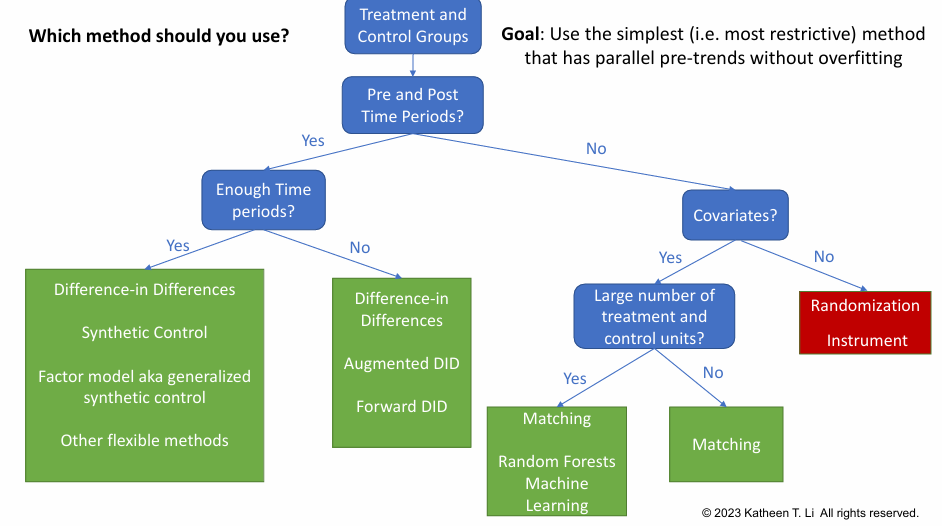 Which method should you use?
Treatment and
Control Groups
Goal: Use the simplest (i.e. most restrictive) method
that has parallel pre-trends without overfitting
Pre and Post
Time Periods?
Yes
No
Enough Time
periods?
Covariates?
Yes
No
Yes
No
Difference-in Differences
Synthetic Control
Factor model aka generalized
synthetic control
Other flexible methods
Difference-in
Differences
Augmented DID
Forward DID
Large number of
treatment and
control units?
Randomization
Instrument
Yes
No
Matching
Random Forests
Machine
Learning
Matching
© 2023 Katheen T. Li All rights reserved.